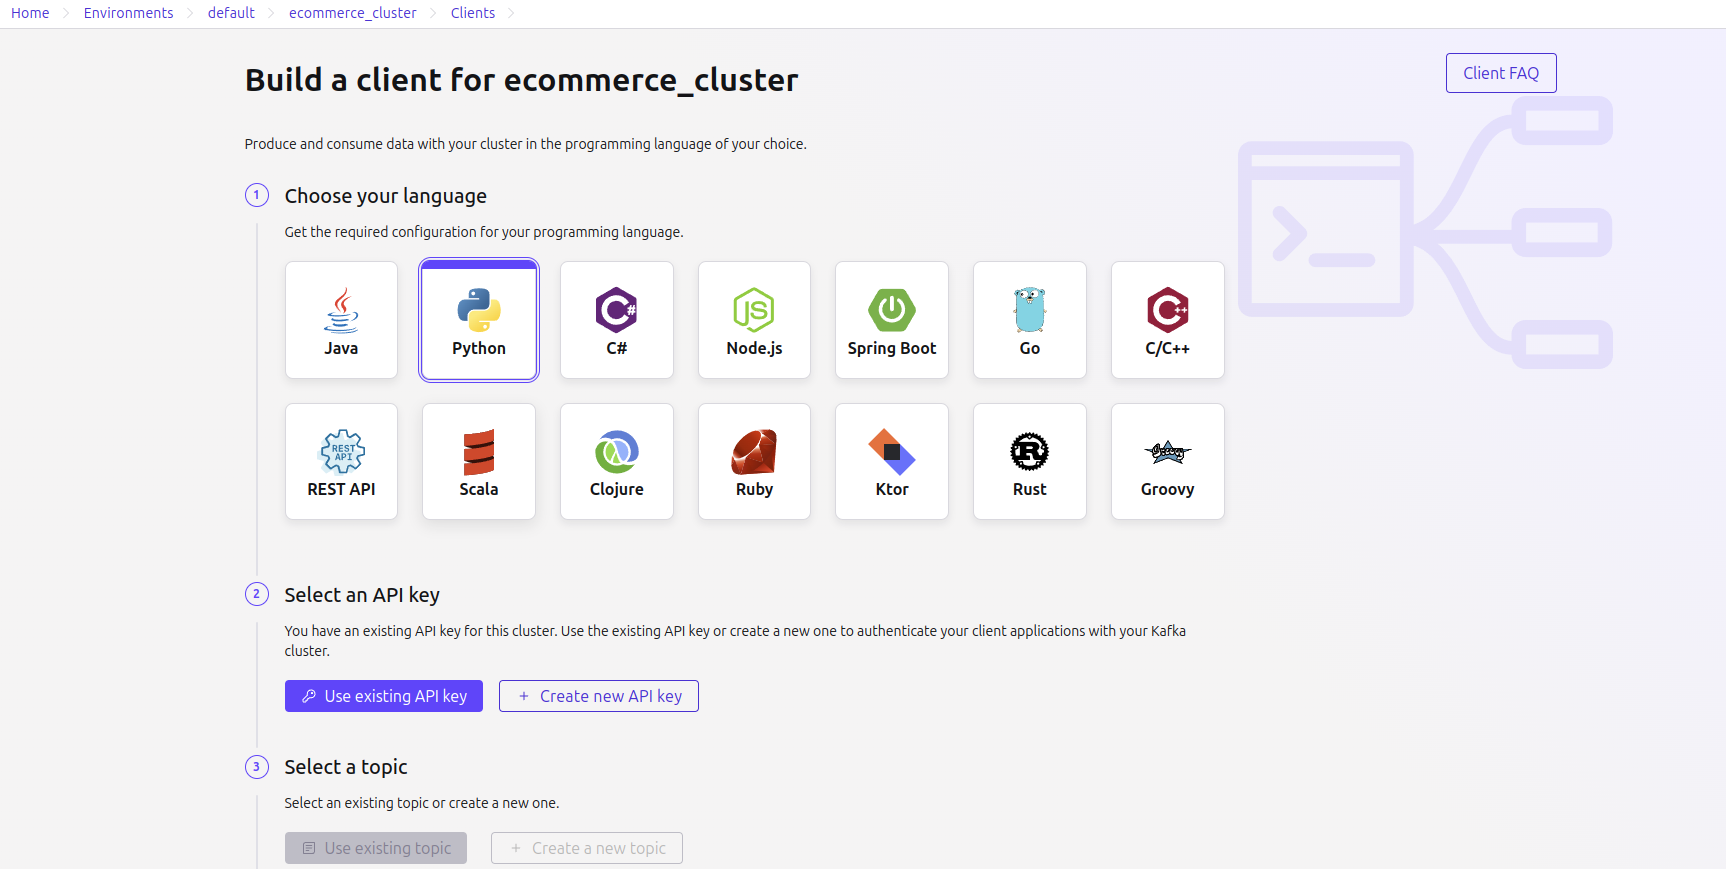 Home Environments default ecommerce_cluster Clients
Build a client for ecommerce_cluster
Client FAQ
Produce and consume data with your cluster in the programming language of your choice.
1 Choose your language
Get the required configuration for your programming language.
Java Python C# Node.js Spring Boot Go C/C++
REST API Scala Clojure Ruby Ktor Rust Groovy
2 Select an API key
You have an existing API key for this cluster. Use the existing API key or create a new one to authenticate your client applications with your Kafka
cluster.
Use existing API key + Create new API key
3 Select a topic
Select an existing topic or create a new one.
Use existing topic + Create a new topic